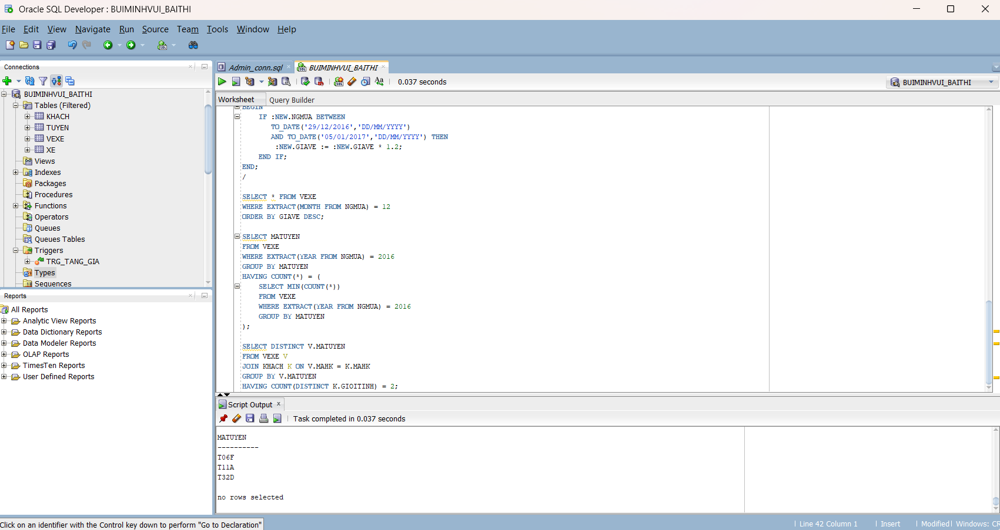 Oracle SQL Developer : BUIMINHVUI_BAITHI
File Edit View Navigate Run Source Team Tools Window Help
Connections
BUIMINHVUI_BAITHI
Tables (Filtered)
KHACH
TUYEN
VEXE
XE
Views
Indexes
Packages
Procedures
Functions
Operators
Queues
Queues Tables
Triggers
TRG_TANG_GIA
Types
Sequences
Reports
All Reports
Analytic View Reports
Data Dictionary Reports
Data Modeler Reports
OLAP Reports
TimesTen Reports
User Defined Reports
Admin_conn.sql
BUIMINHVUI_BAITHI
0.037 seconds
BUIMINHVUI_BAITHI
Worksheet Query Builder
BEGIN
IF :NEW.NGMUA BETWEEN
TO_DATE('29/12/2016','DD/MM/YYYY')
AND TO_DATE('05/01/2017','DD/MM/YYYY') THEN
:NEW.GIAVE := :NEW.GIAVE * 1.2;
END IF;
END;
/
SELECT * FROM VEXE
WHERE EXTRACT(MONTH FROM NGMUA) = 12
ORDER BY GIAVE DESC;
SELECT MATUYEN
FROM VEXE
WHERE EXTRACT(YEAR FROM NGMUA) = 2016
GROUP BY MATUYEN
HAVING COUNT(*) = (
SELECT MIN(COUNT(*))
FROM VEXE
WHERE EXTRACT(YEAR FROM NGMUA) = 2016
GROUP BY MATUYEN
);
SELECT DISTINCT V.MATUYEN
FROM VEXE V
JOIN KHACH K ON V.MAHK = K.MAHK
GROUP BY V.MATUYEN
HAVING COUNT(DISTINCT K.GIOITINH) = 2;
Script Output
Task completed in 0.037 seconds
MATUYEN
----------
T06F
T11A
T32D
no rows selected
Click on an identifier with the Control key down to perform "Go to Declaration"
Line 42 Column 1 Insert Modified Windows: CR